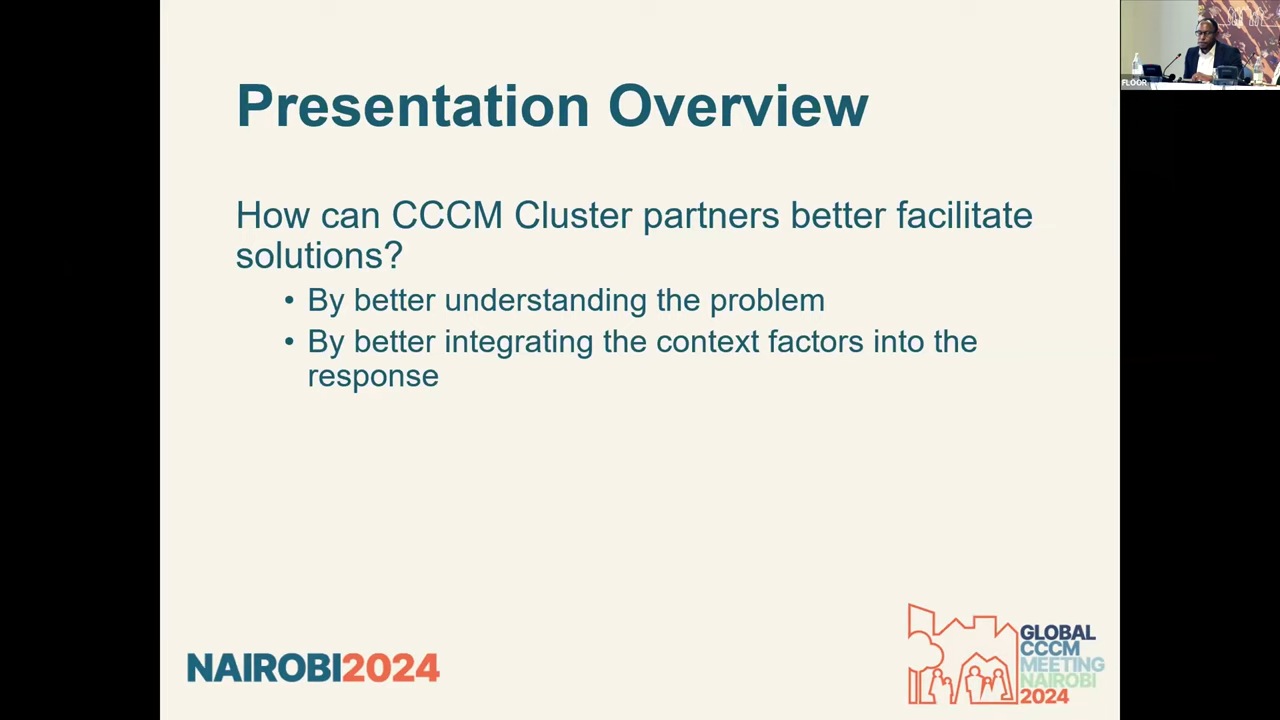 Presentation Overview
How can CCCM Cluster partners better facilitate
solutions?
• By better understanding the problem
• By better integrating the context factors into the
response
NAIROBI2024
GLOBAL
CCCM
MEETING
NAIROBI
2024
FLOOR